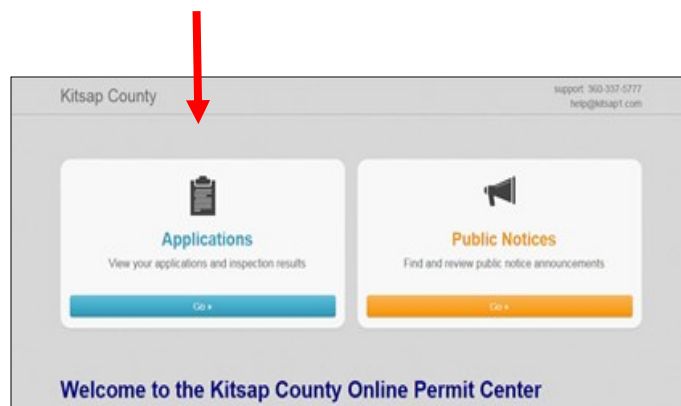 Kitsap County
support: 360-337-5777
help@kitsap1.com
Applications
View your applications and inspection results
Go
Public Notices
Find and review public notice announcements
Go
Welcome to the Kitsap County Online Permit Center